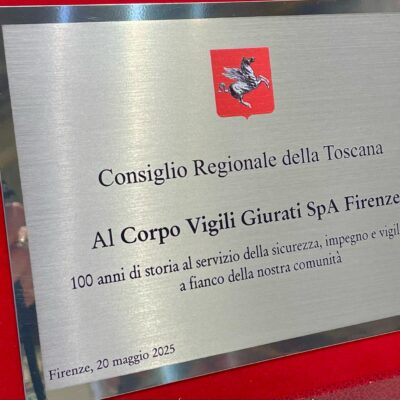 Consiglio Regionale della Toscana
Al Corpo Vigili Giurati SpA Firenze
100 anni di storia al servizio della sicurezza, impegno e vigil
a fianco della nostra comunità
Firenze, 20 maggio 2025